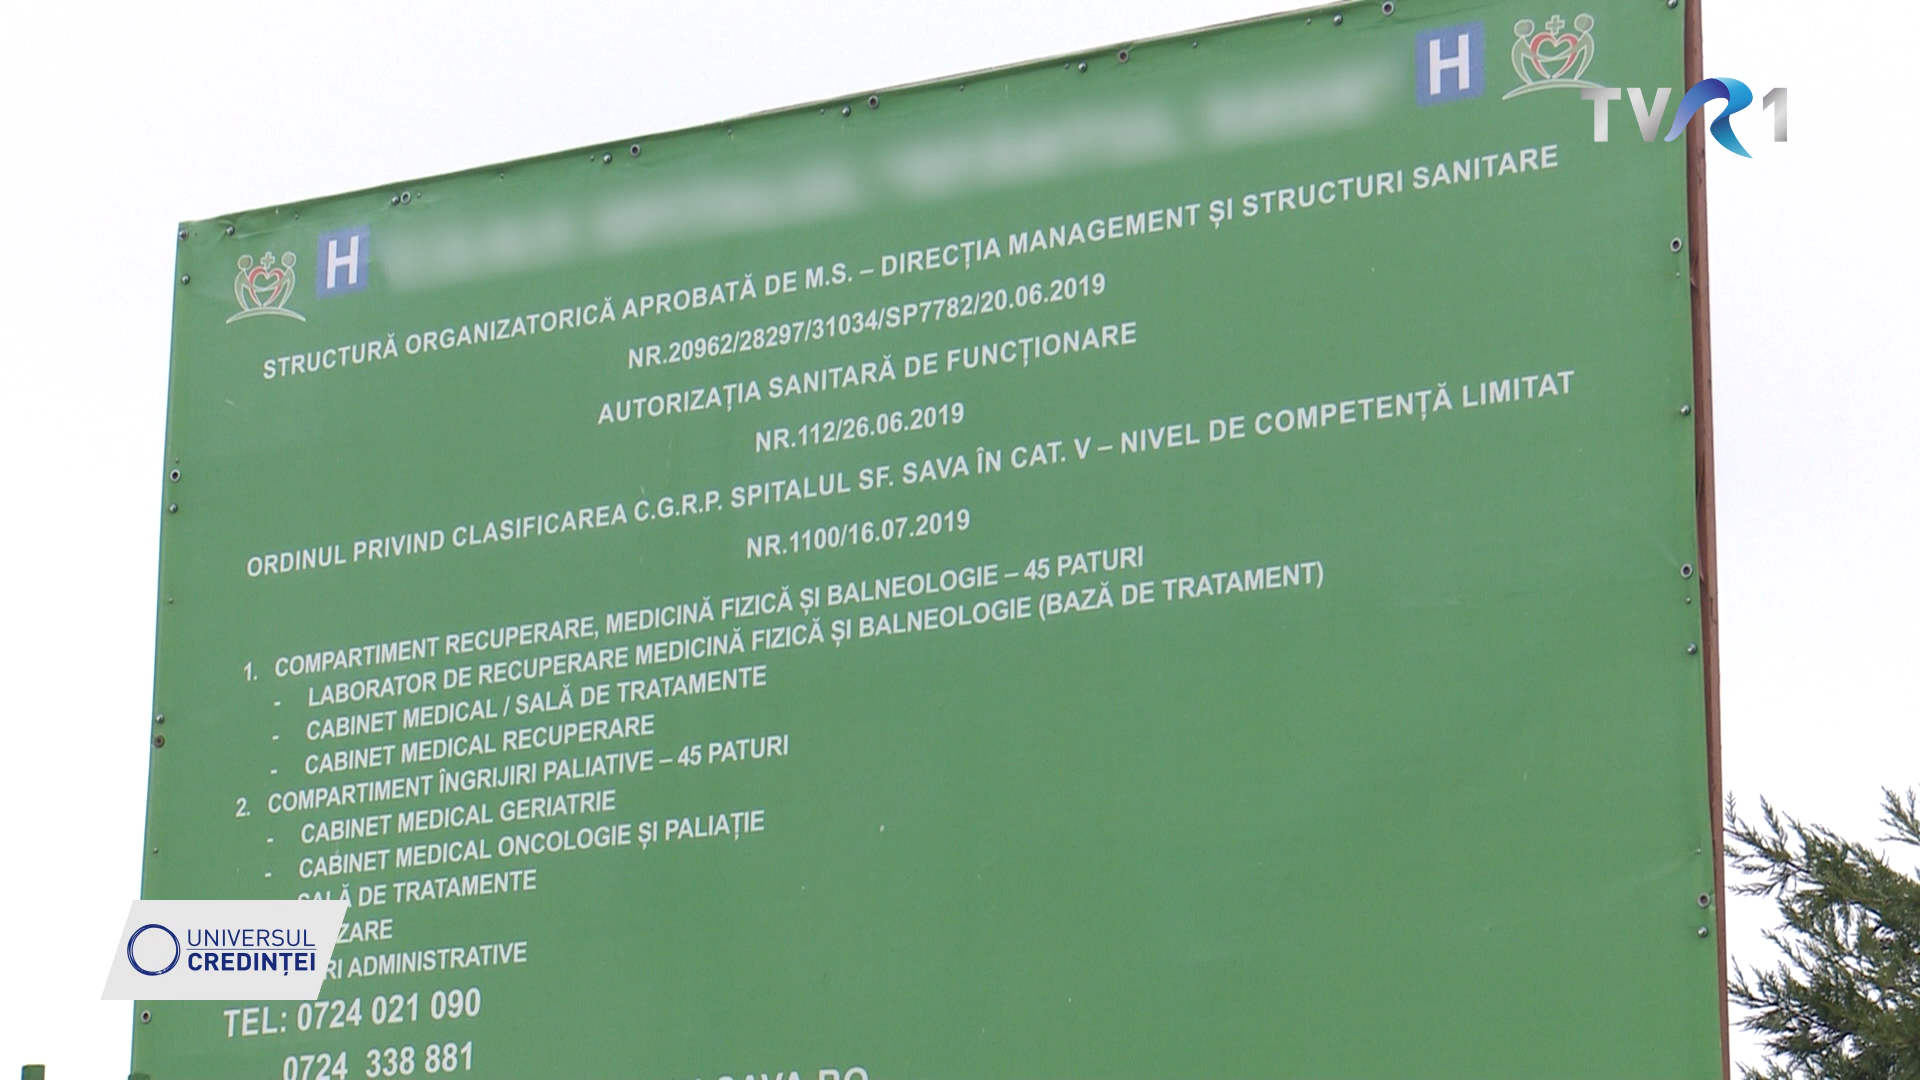 H
H
TVR1
STRUCTURĂ ORGANIZATORICĂ APROBATĂ DE M.S. – DIRECȚIA MANAGEMENT ȘI STRUCTURI SANITARE
NR.20962/28297/31034/SP7782/20.06.2019
AUTORIZAȚIA SANITARĂ DE FUNCȚIONARE
NR.112/26.06.2019
ORDINUL PRIVIND CLASIFICAREA C.G.R.P. SPITALUL SF. SAVA ÎN CAT. V – NIVEL DE COMPETENȚĂ LIMITAT
NR.1100/16.07.2019
1. COMPARTIMENT RECUPERARE, MEDICINĂ FIZICĂ ȘI BALNEOLOGIE – 45 PATURI
- LABORATOR DE RECUPERARE MEDICINĂ FIZICĂ ȘI BALNEOLOGIE (BAZĂ DE TRATAMENT)
- CABINET MEDICAL / SALĂ DE TRATAMENTE
- CABINET MEDICAL RECUPERARE
2. COMPARTIMENT ÎNGRIJIRI PALIATIVE – 45 PATURI
- CABINET MEDICAL GERIATRIE
- CABINET MEDICAL ONCOLOGIE ȘI PALIAȚIE
SALĂ DE TRATAMENTE
ZARE
RI ADMINISTRATIVE
UNIVERSUL
CREDINȚEI
TEL: 0724 021 090
0724 338 881